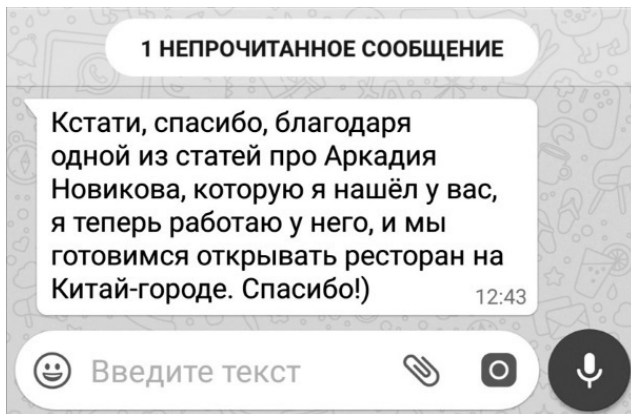 1 НЕПРОЧИТАННОЕ СООБЩЕНИЕ
Кстати, спасибо, благодаря
одной из статей про Аркадия
Новикова, которую я нашёл у вас,
я теперь работаю у него, и мы
готовимся открывать ресторан на
Китай-городе. Спасибо!)
12:43
Введите текст